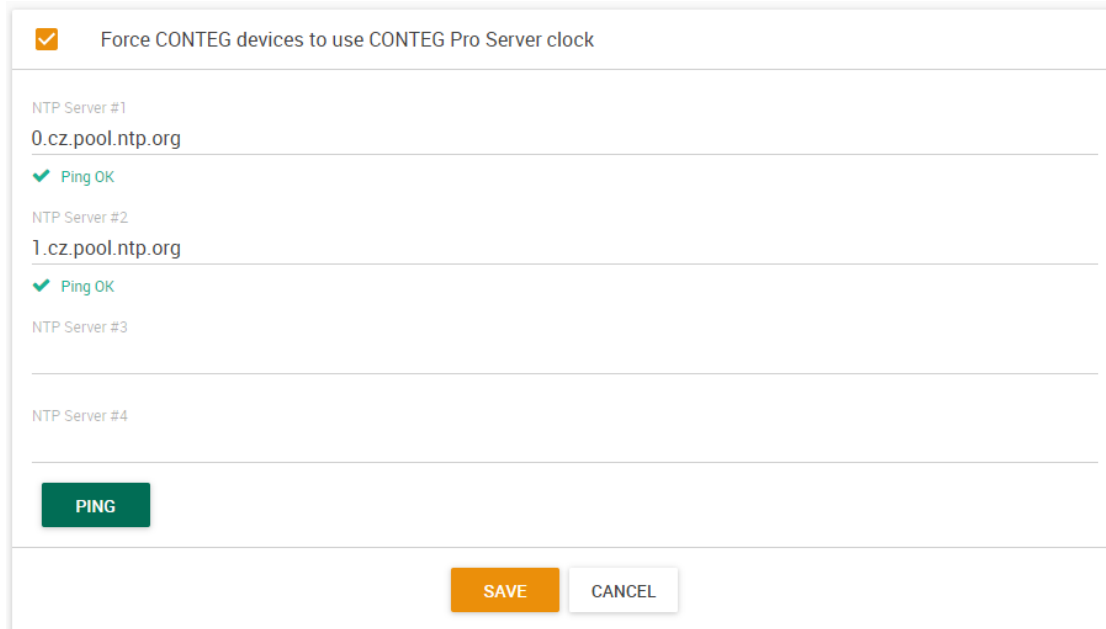 Force CONTEG devices to use CONTEG Pro Server clock
NTP Server #1
0.cz.pool.ntp.org
Ping OK
NTP Server #2
1.cz.pool.ntp.org
Ping OK
NTP Server #3
NTP Server #4
PING
SAVE CANCEL